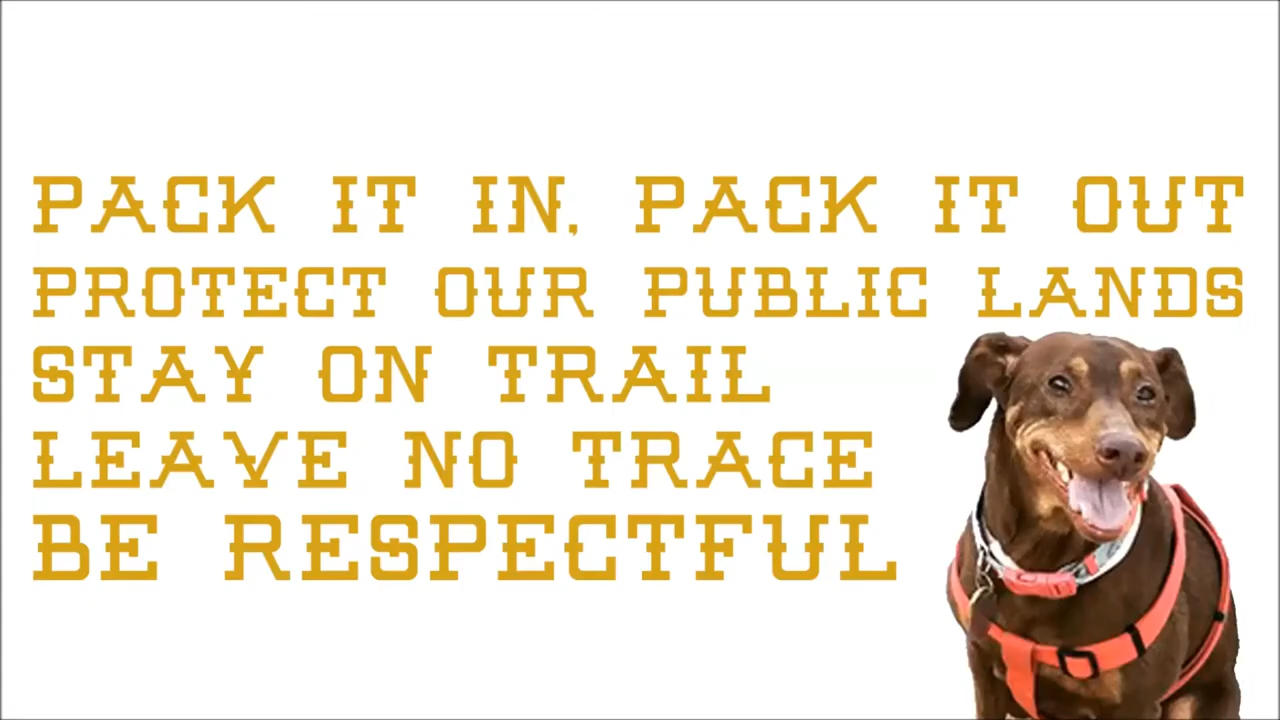 PACK IT IN, PACK IT OUT
PROTECT OUR PUBLIC LANDS
STAY ON TRAIL
LEAVE NO TRACE
BE RESPECTFUL